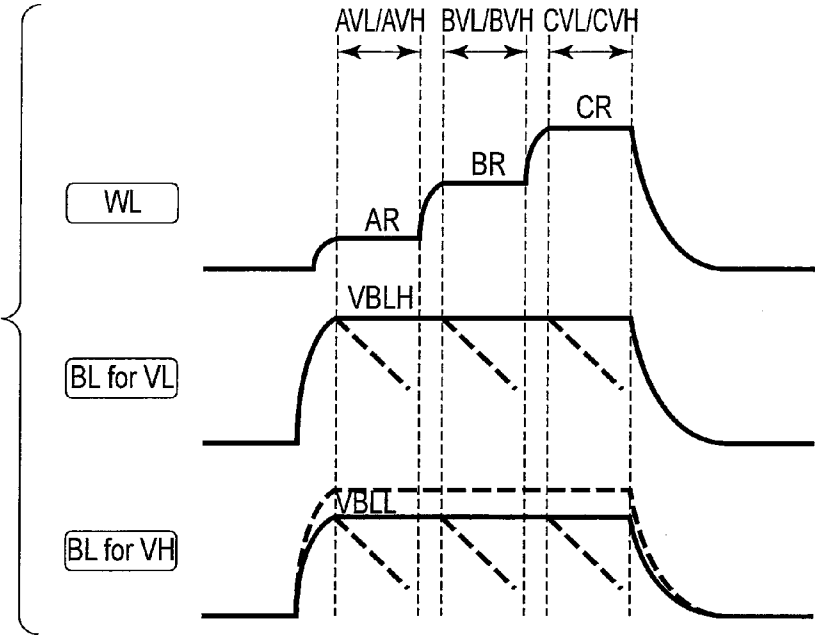 AVL/AVH BVL/BVH CVL/CVH
CR
BR
WL
AR
VBLH
BL for VL
VBLL
BL for VH